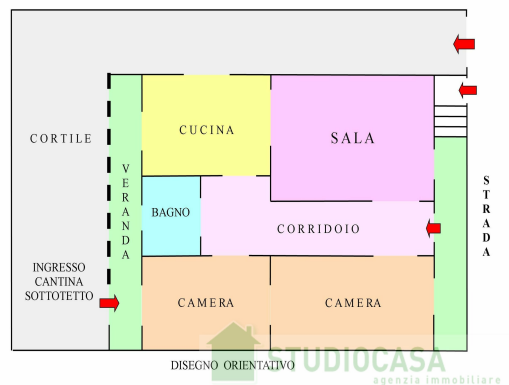 CORTILE
CUCINA
SALA
VERANDA
STRADA
BAGNO
CORRIDOIO
INGRESSO
CANTINA
SOTTOTETTO
CAMERA
CAMERA
STUDIOCASA
agenzia immobiliare
DISEGNO ORIENTATIVO